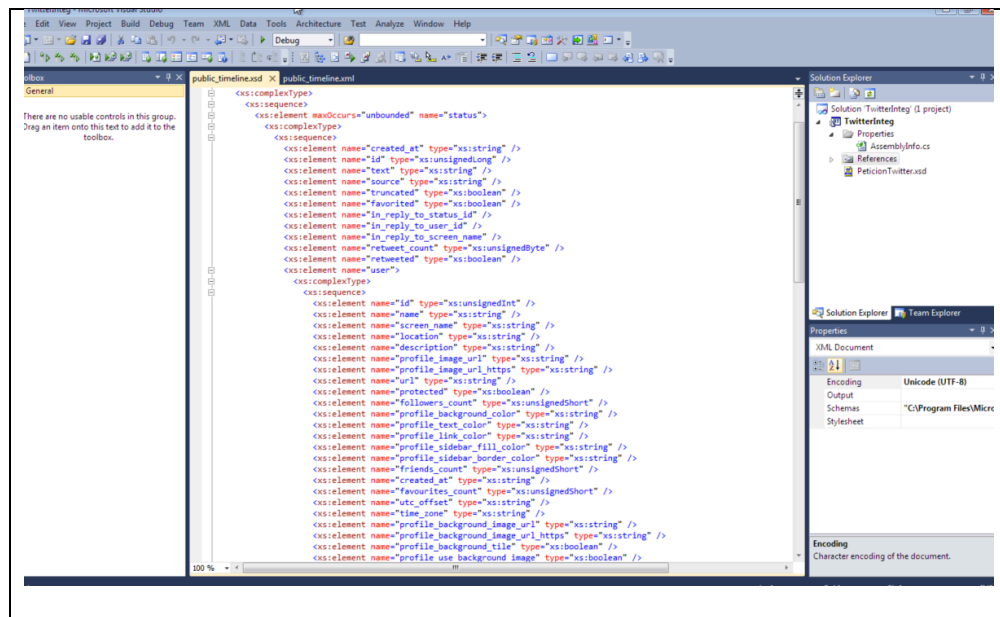 TwitterInteg - Microsoft Visual Studio
Edit View Project Build Debug Team XML Data Tools Architecture Test Analyze Window Help
Debug
olbox
General
There are no usable controls in this group.
Drag an item onto this text to add it to the
toolbox.
public_timeline.xsd × public_timeline.xml
<xs:complexType>
<xs:sequence>
<xs:element maxOccurs="unbounded" name="status">
<xs:complexType>
<xs:sequence>
<xs:element name="created_at" type="xs:string" />
<xs:element name="id" type="xs:unsignedLong" />
<xs:element name="text" type="xs:string" />
<xs:element name="source" type="xs:string" />
<xs:element name="truncated" type="xs:boolean" />
<xs:element name="favorited" type="xs:boolean" />
<xs:element name="in_reply_to_status_id" />
<xs:element name="in_reply_to_user_id" />
<xs:element name="in_reply_to_screen_name" />
<xs:element name="retweet_count" type="xs:unsignedByte" />
<xs:element name="retweeted" type="xs:boolean" />
<xs:element name="user">
<xs:complexType>
<xs:sequence>
<xs:element name="id" type="xs:unsignedInt" />
<xs:element name="name" type="xs:string" />
<xs:element name="screen_name" type="xs:string" />
<xs:element name="location" type="xs:string" />
<xs:element name="description" type="xs:string" />
<xs:element name="profile_image_url" type="xs:string" />
<xs:element name="profile_image_url_https" type="xs:string" />
<xs:element name="url" type="xs:string" />
<xs:element name="protected" type="xs:boolean" />
<xs:element name="followers_count" type="xs:unsignedShort" />
<xs:element name="profile_background_color" type="xs:string" />
<xs:element name="profile_text_color" type="xs:string" />
<xs:element name="profile_link_color" type="xs:string" />
<xs:element name="profile_sidebar_fill_color" type="xs:string" />
<xs:element name="profile_sidebar_border_color" type="xs:string" />
<xs:element name="friends_count" type="xs:unsignedShort" />
<xs:element name="created_at" type="xs:string" />
<xs:element name="favourites_count" type="xs:unsignedShort" />
<xs:element name="utc_offset" type="xs:string" />
<xs:element name="time_zone" type="xs:string" />
<xs:element name="profile_background_image_url" type="xs:string" />
<xs:element name="profile_background_image_url_https" type="xs:string" />
<xs:element name="profile_background_tile" type="xs:boolean" />
<xs:element name="profile_use_background_image" type="xs:boolean" />
100 %
Solution Explorer
Solution 'TwitterInteg' (1 project)
TwitterInteg
Properties
AssemblyInfo.cs
References
PeticionTwitter.xsd
Solution Explorer Team Explorer
Properties
XML Document
Encoding Unicode (UTF-8)
Output
Schemas "C:\Program Files\Micro
Stylesheet
Encoding
Character encoding of the document.